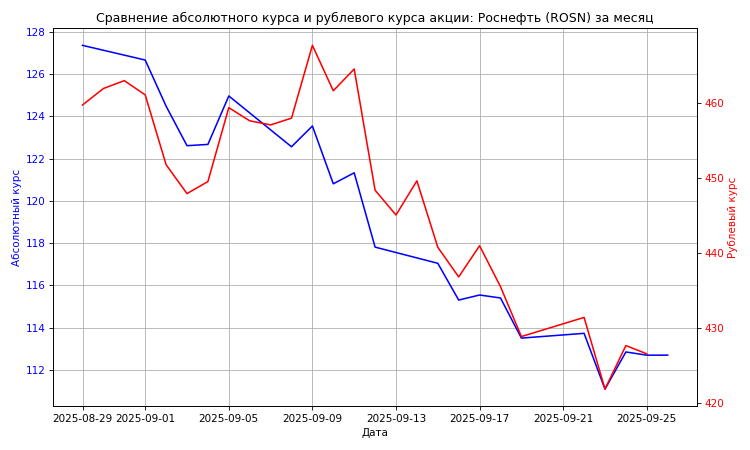 Сравнение абсолютного курса и рублевого курса акции: Роснефть (ROSN) за месяц
128
126
124
122
120
118
116
114
112
Абсолютный курс
460
450
440
430
420
Рублевый курс
2025-08-29 2025-09-01 2025-09-05 2025-09-09 2025-09-13 2025-09-17 2025-09-21 2025-09-25
Дата